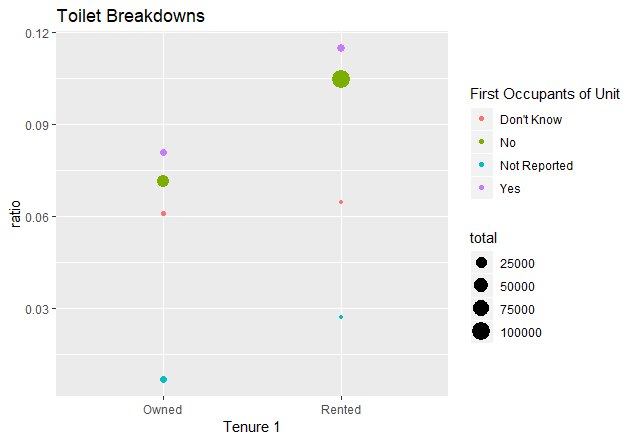 Toilet Breakdowns
0.12
0.09
0.06
0.03
ratio
Owned
Rented
Tenure 1
First Occupants of Unit
Don't Know
No
Not Reported
Yes
total
25000
50000
75000
100000